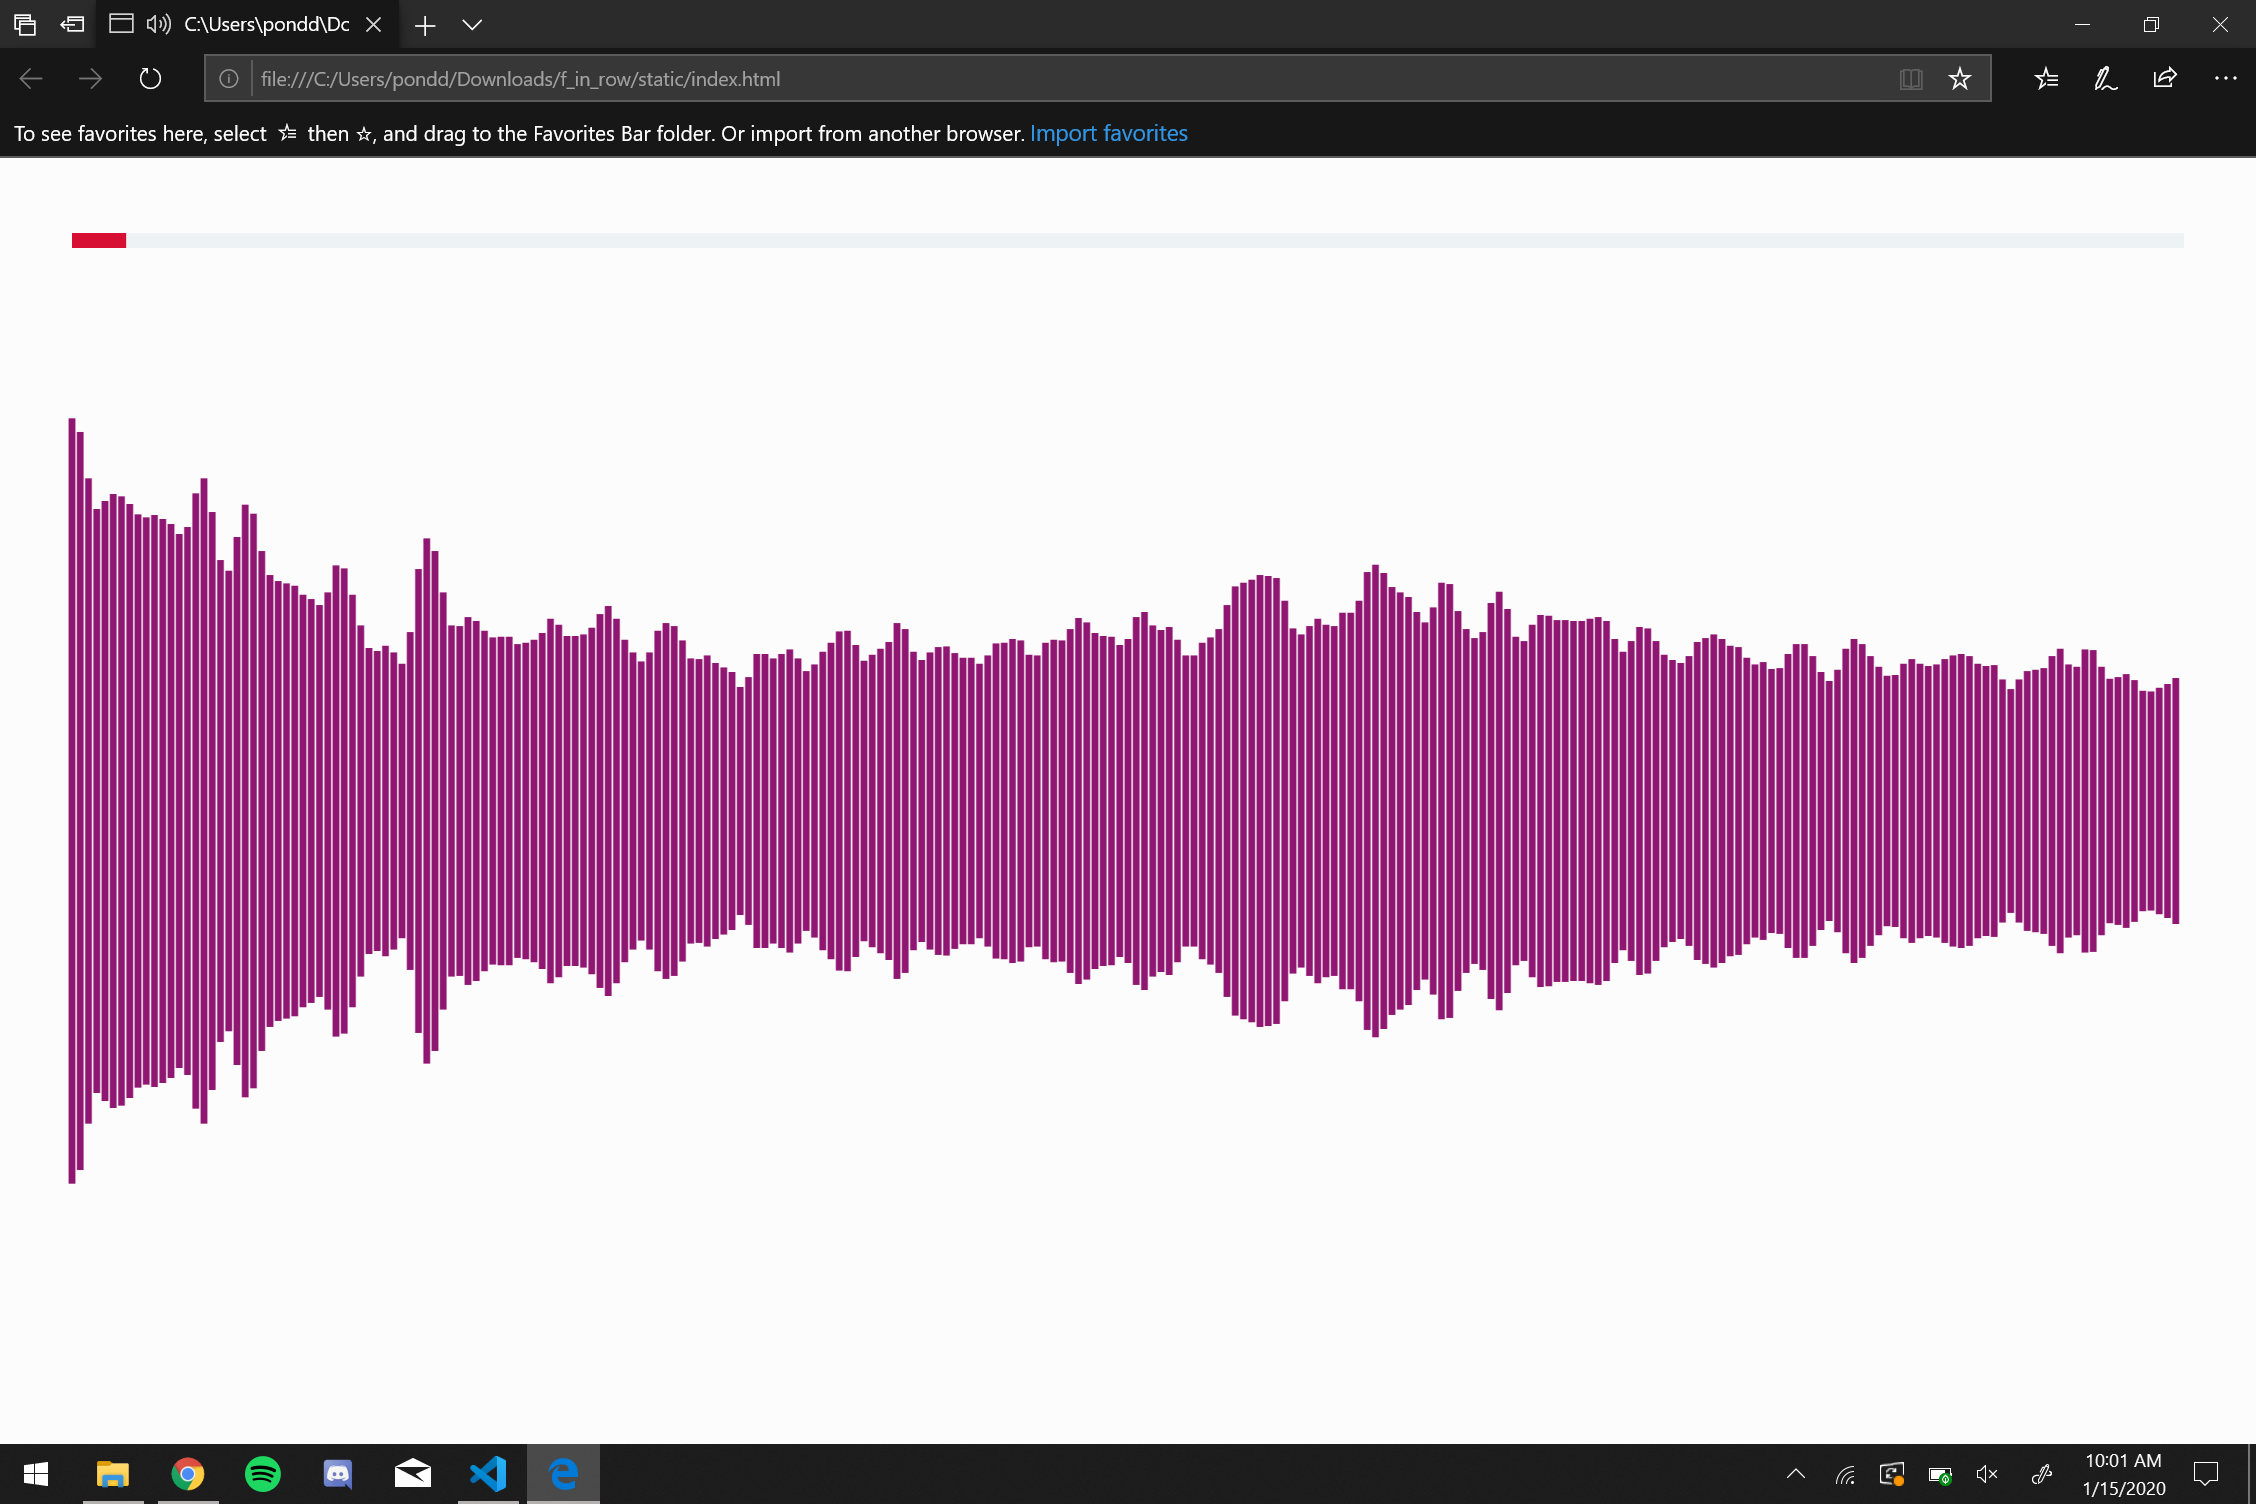 C:\Users\pondd\Dc
file:///C:/Users/pondd/Downloads/f_in_row/static/index.html
To see favorites here, select then , and drag to the Favorites Bar folder. Or import from another browser. Import favorites
10:01 AM
1/15/2020